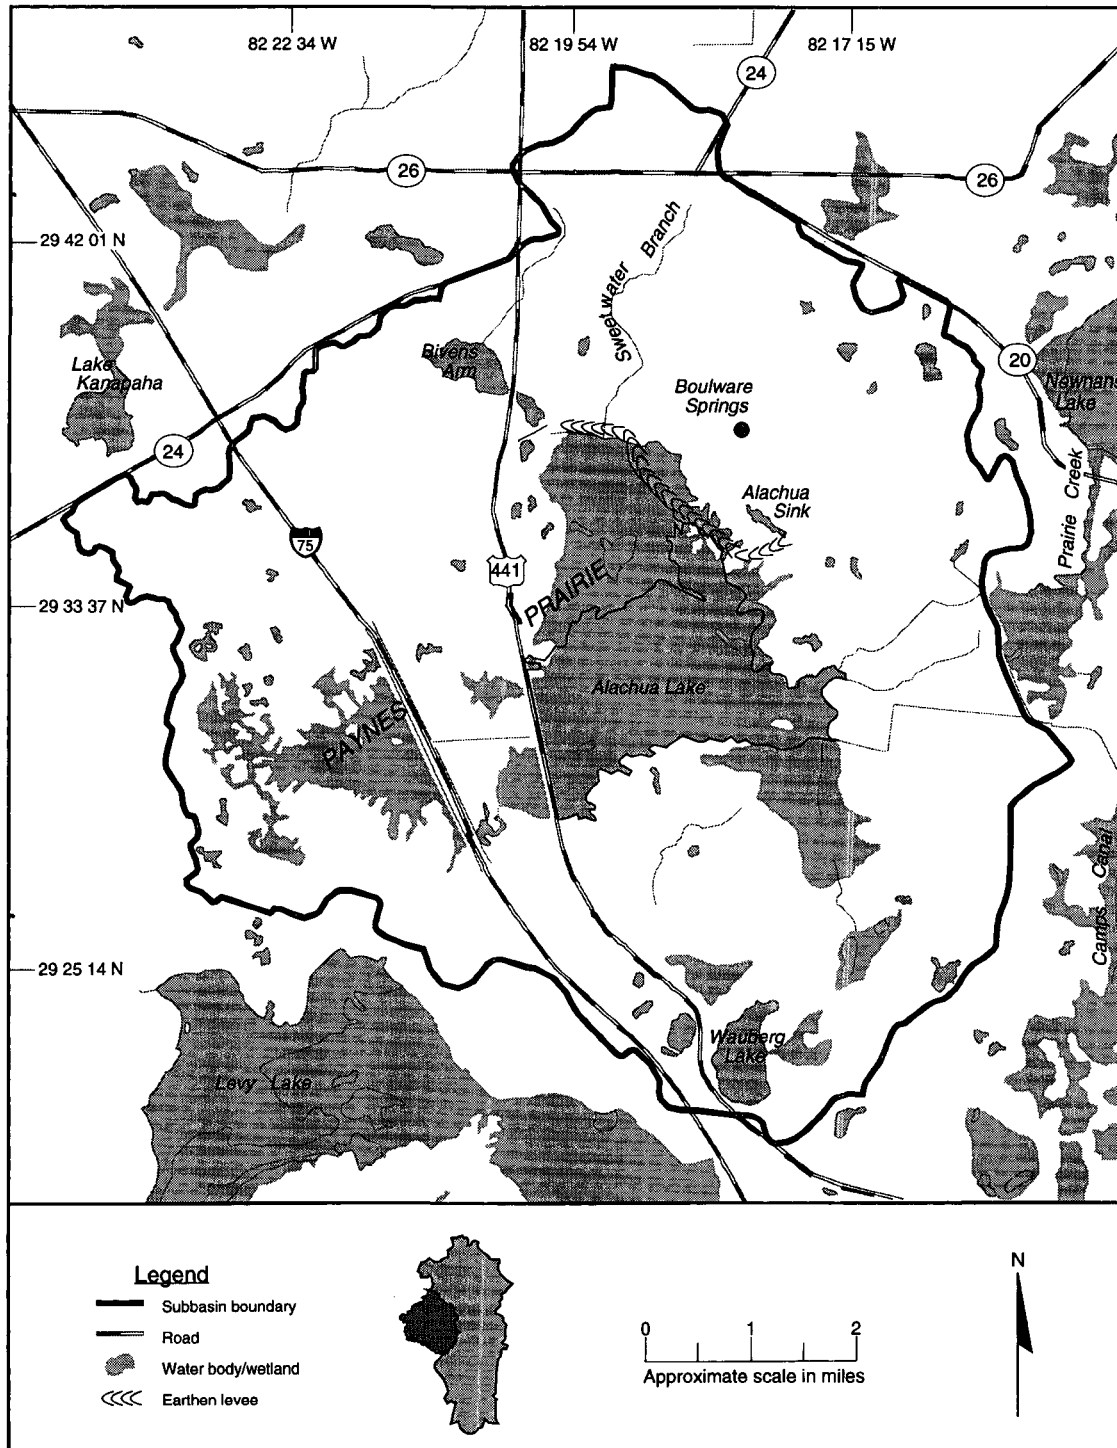 82 22 34 W
82 19 54 W
82 17 15 W
24
26
26
29 42 01 N
Sweetwater Branch
Lake
Kanapaha
Bivens
Arm
20
Newnans
Lake
Boulware
Springs
24
Alachua
Sink
Prairie Creek
75
441
29 33 37 N
PAYNES PRAIRIE
Alachua Lake
Camps Canal
29 25 14 N
Wauberg
Lake
Levy Lake
Legend
Subbasin boundary
Road
Water body/wetland
Earthen levee
0 1 2
Approximate scale in miles
N